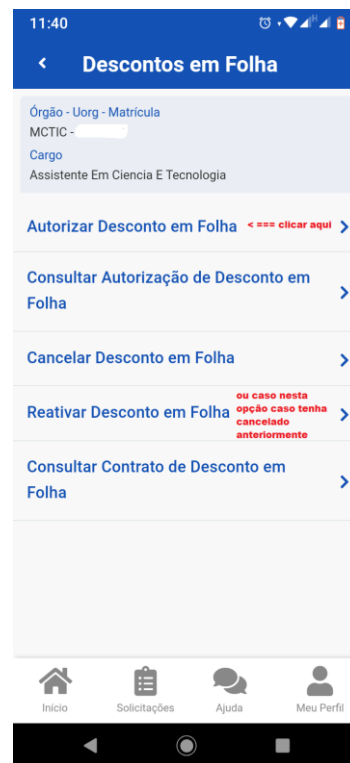 11:40
Descontos em Folha
Órgão - Uorg - Matrícula
MCTIC -
Cargo
Assistente Em Ciencia E Tecnologia
Autorizar Desconto em Folha < === clicar aqui
Consultar Autorização de Desconto em
Folha
Cancelar Desconto em Folha
Reativar Desconto em Folha
ou caso nesta
opção caso tenha
cancelado
anteriormente
Consultar Contrato de Desconto em
Folha
Início Solicitações Ajuda Meu Perfil